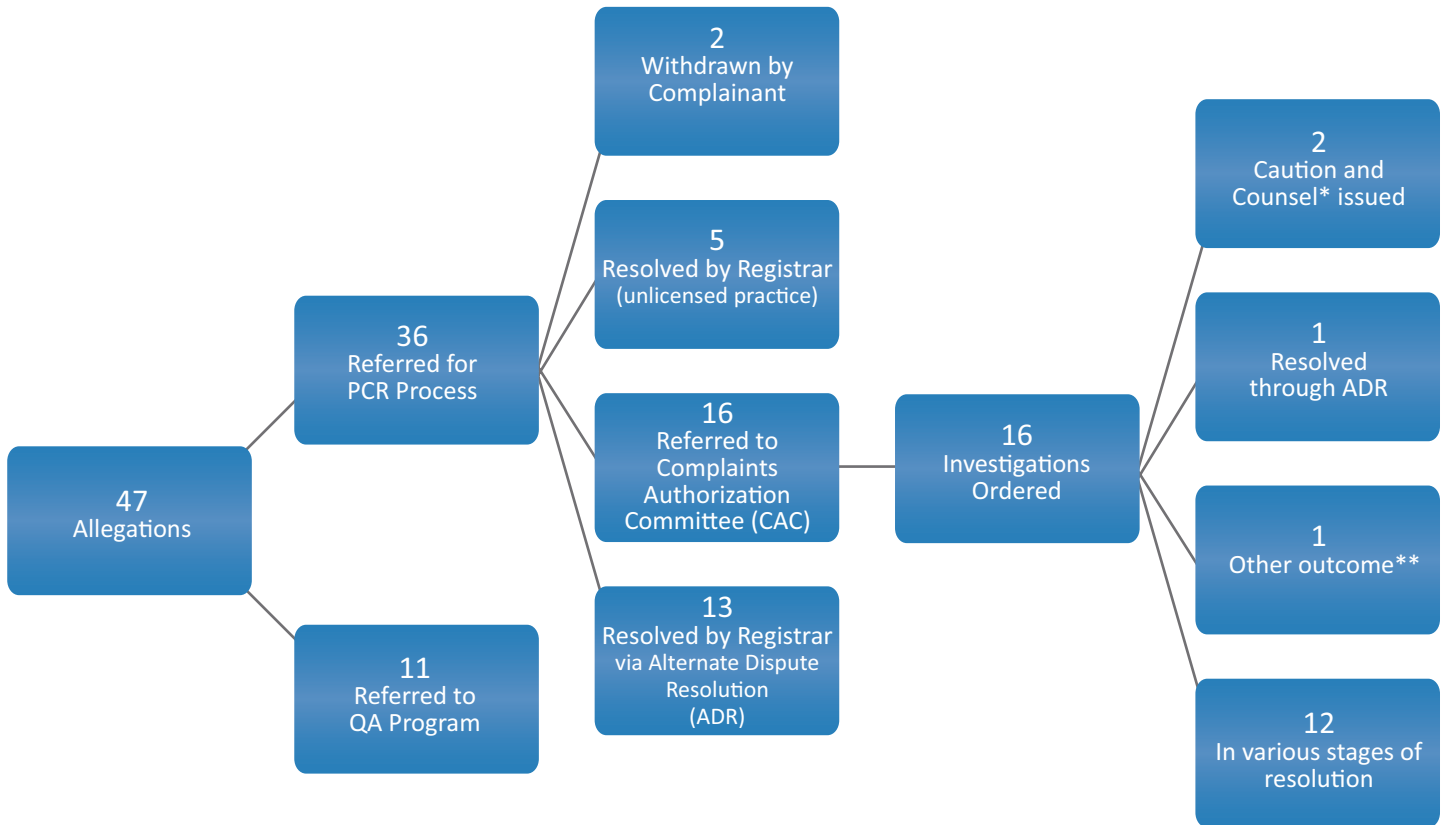 47
Allegations
36
Referred for
PCR Process
11
Referred to
QA Program
2
Withdrawn by
Complainant
5
Resolved by Registrar
(unlicensed practice)
16
Referred to
Complaints
Authorization
Committee (CAC)
13
Resolved by Registrar
via Alternate Dispute
Resolution
(ADR)
16
Investigations
Ordered
2
Caution and
Counsel* issued
1
Resolved
through ADR
1
Other outcome**
12
In various stages of
resolution